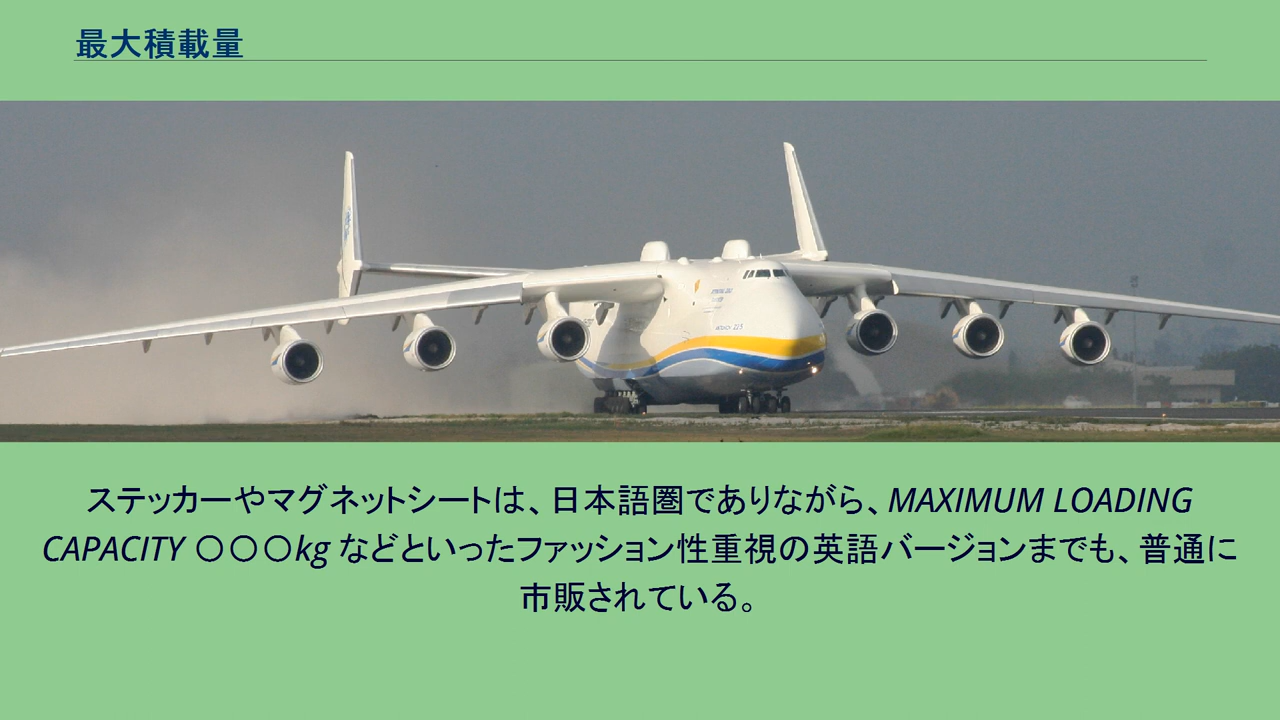 最大積載量
ステッカーやマグネットシートは、日本語圏でありながら、MAXIMUM LOADING
CAPACITY 〇〇〇kg などといったファッション性重視の英語バージョンまでも、普通に
市販されている。